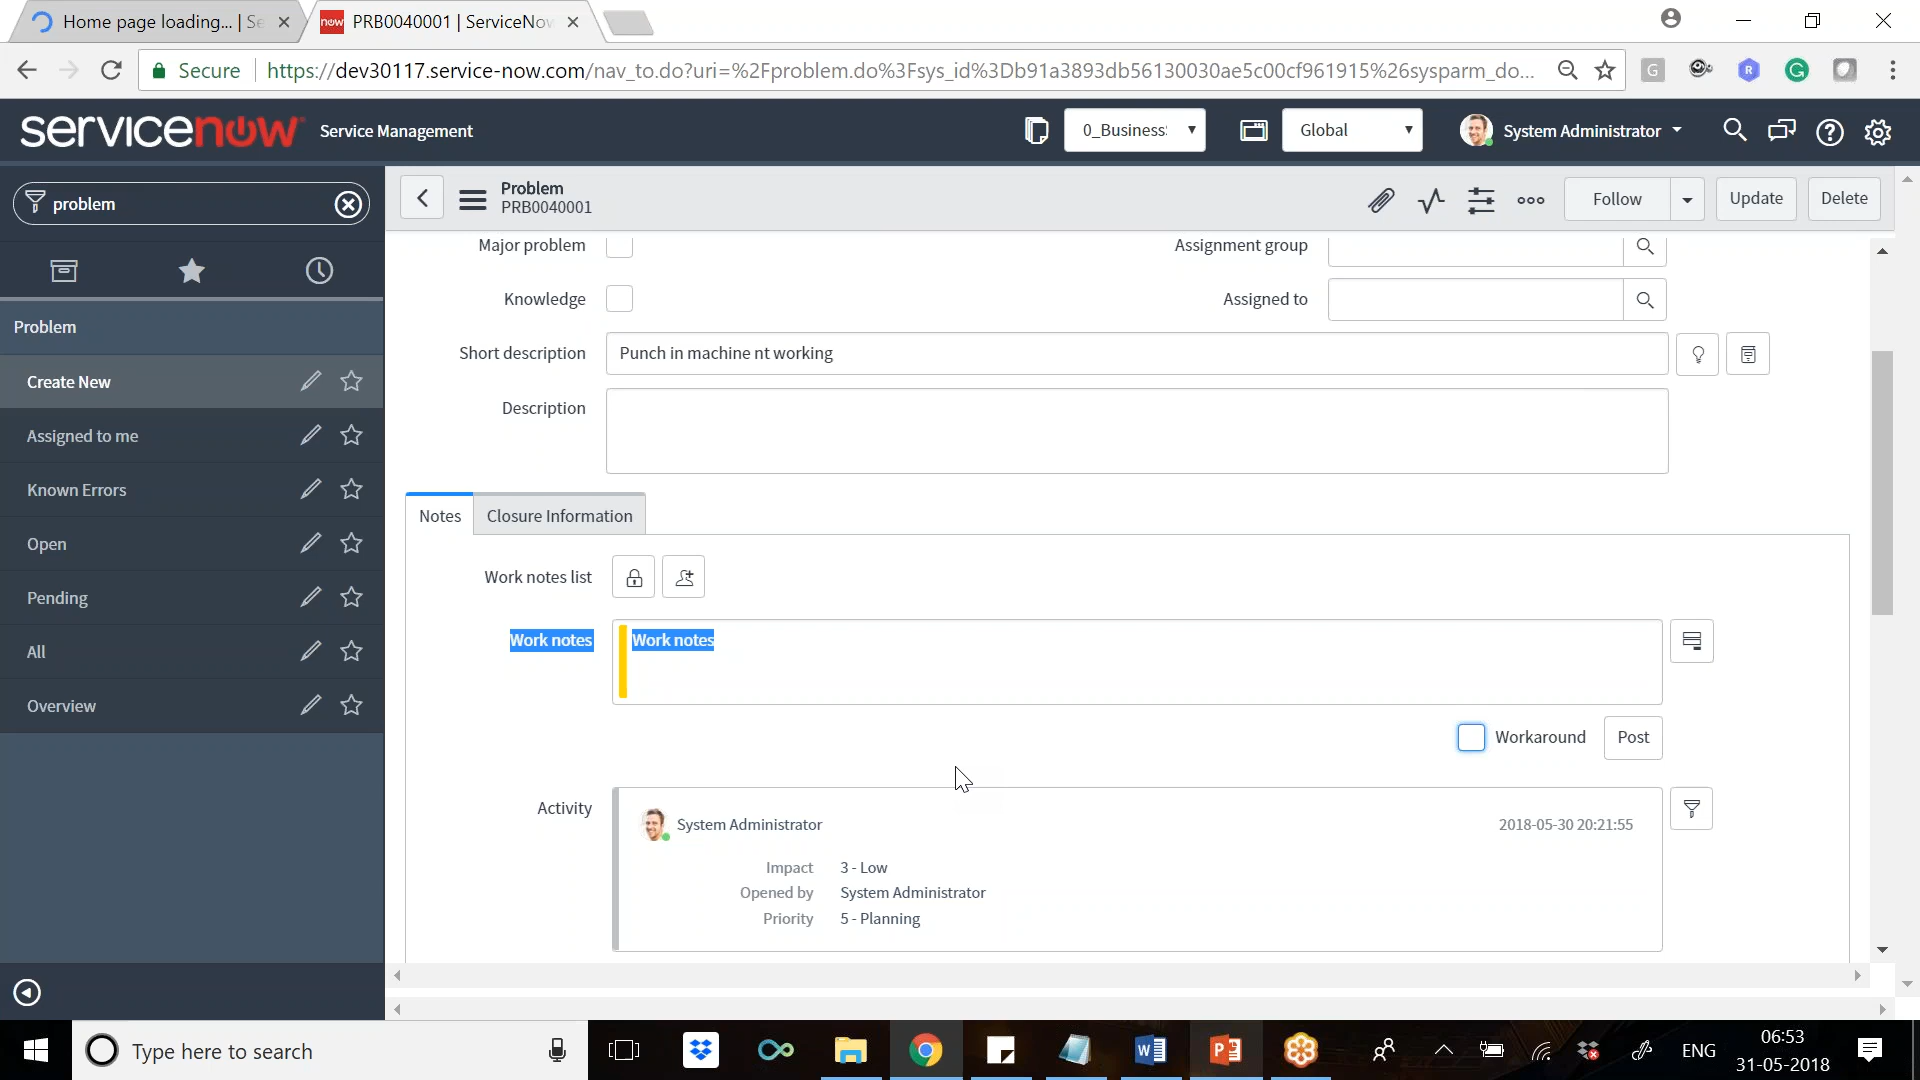 Home page loading... | Se
PRB0040001 | ServiceNow
Secure
https://dev30117.service-now.com/nav_to.do?uri=%2Fproblem.do%3Fsys_id%3Db91a3893db56130030ae5c00cf961915%26sysparm_do...
servicenow
Service Management
0_Business
Global
System Administrator
problem
Problem
PRB0040001
Follow
Update
Delete
Problem
Create New
Assigned to me
Known Errors
Open
Pending
All
Overview
Major problem
Assignment group
Knowledge
Assigned to
Short description
Punch in machine nt working
Description
Notes
Closure Information
Work notes list
Work notes
Work notes
Workaround
Post
Activity
System Administrator
2018-05-30 20:21:55
Impact 3 - Low
Opened by System Administrator
Priority 5 - Planning
Type here to search
ENG
06:53
31-05-2018